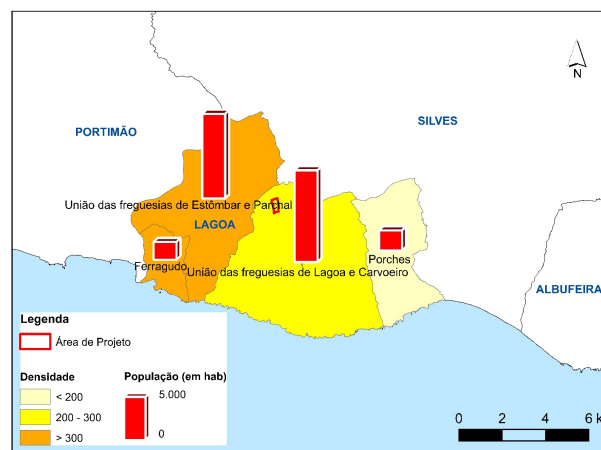 N
SILVES
PORTIMÃO
União das freguesias de Estômbar e Parchal
LAGOA
Porches
Ferragudo
União das freguesias de Lagoa e Carvoeiro
ALBUFEIRA
Legenda
Área de Projeto
Densidade
< 200
200 - 300
> 300
População (em hab)
5.000
0
0 2 4 6 k